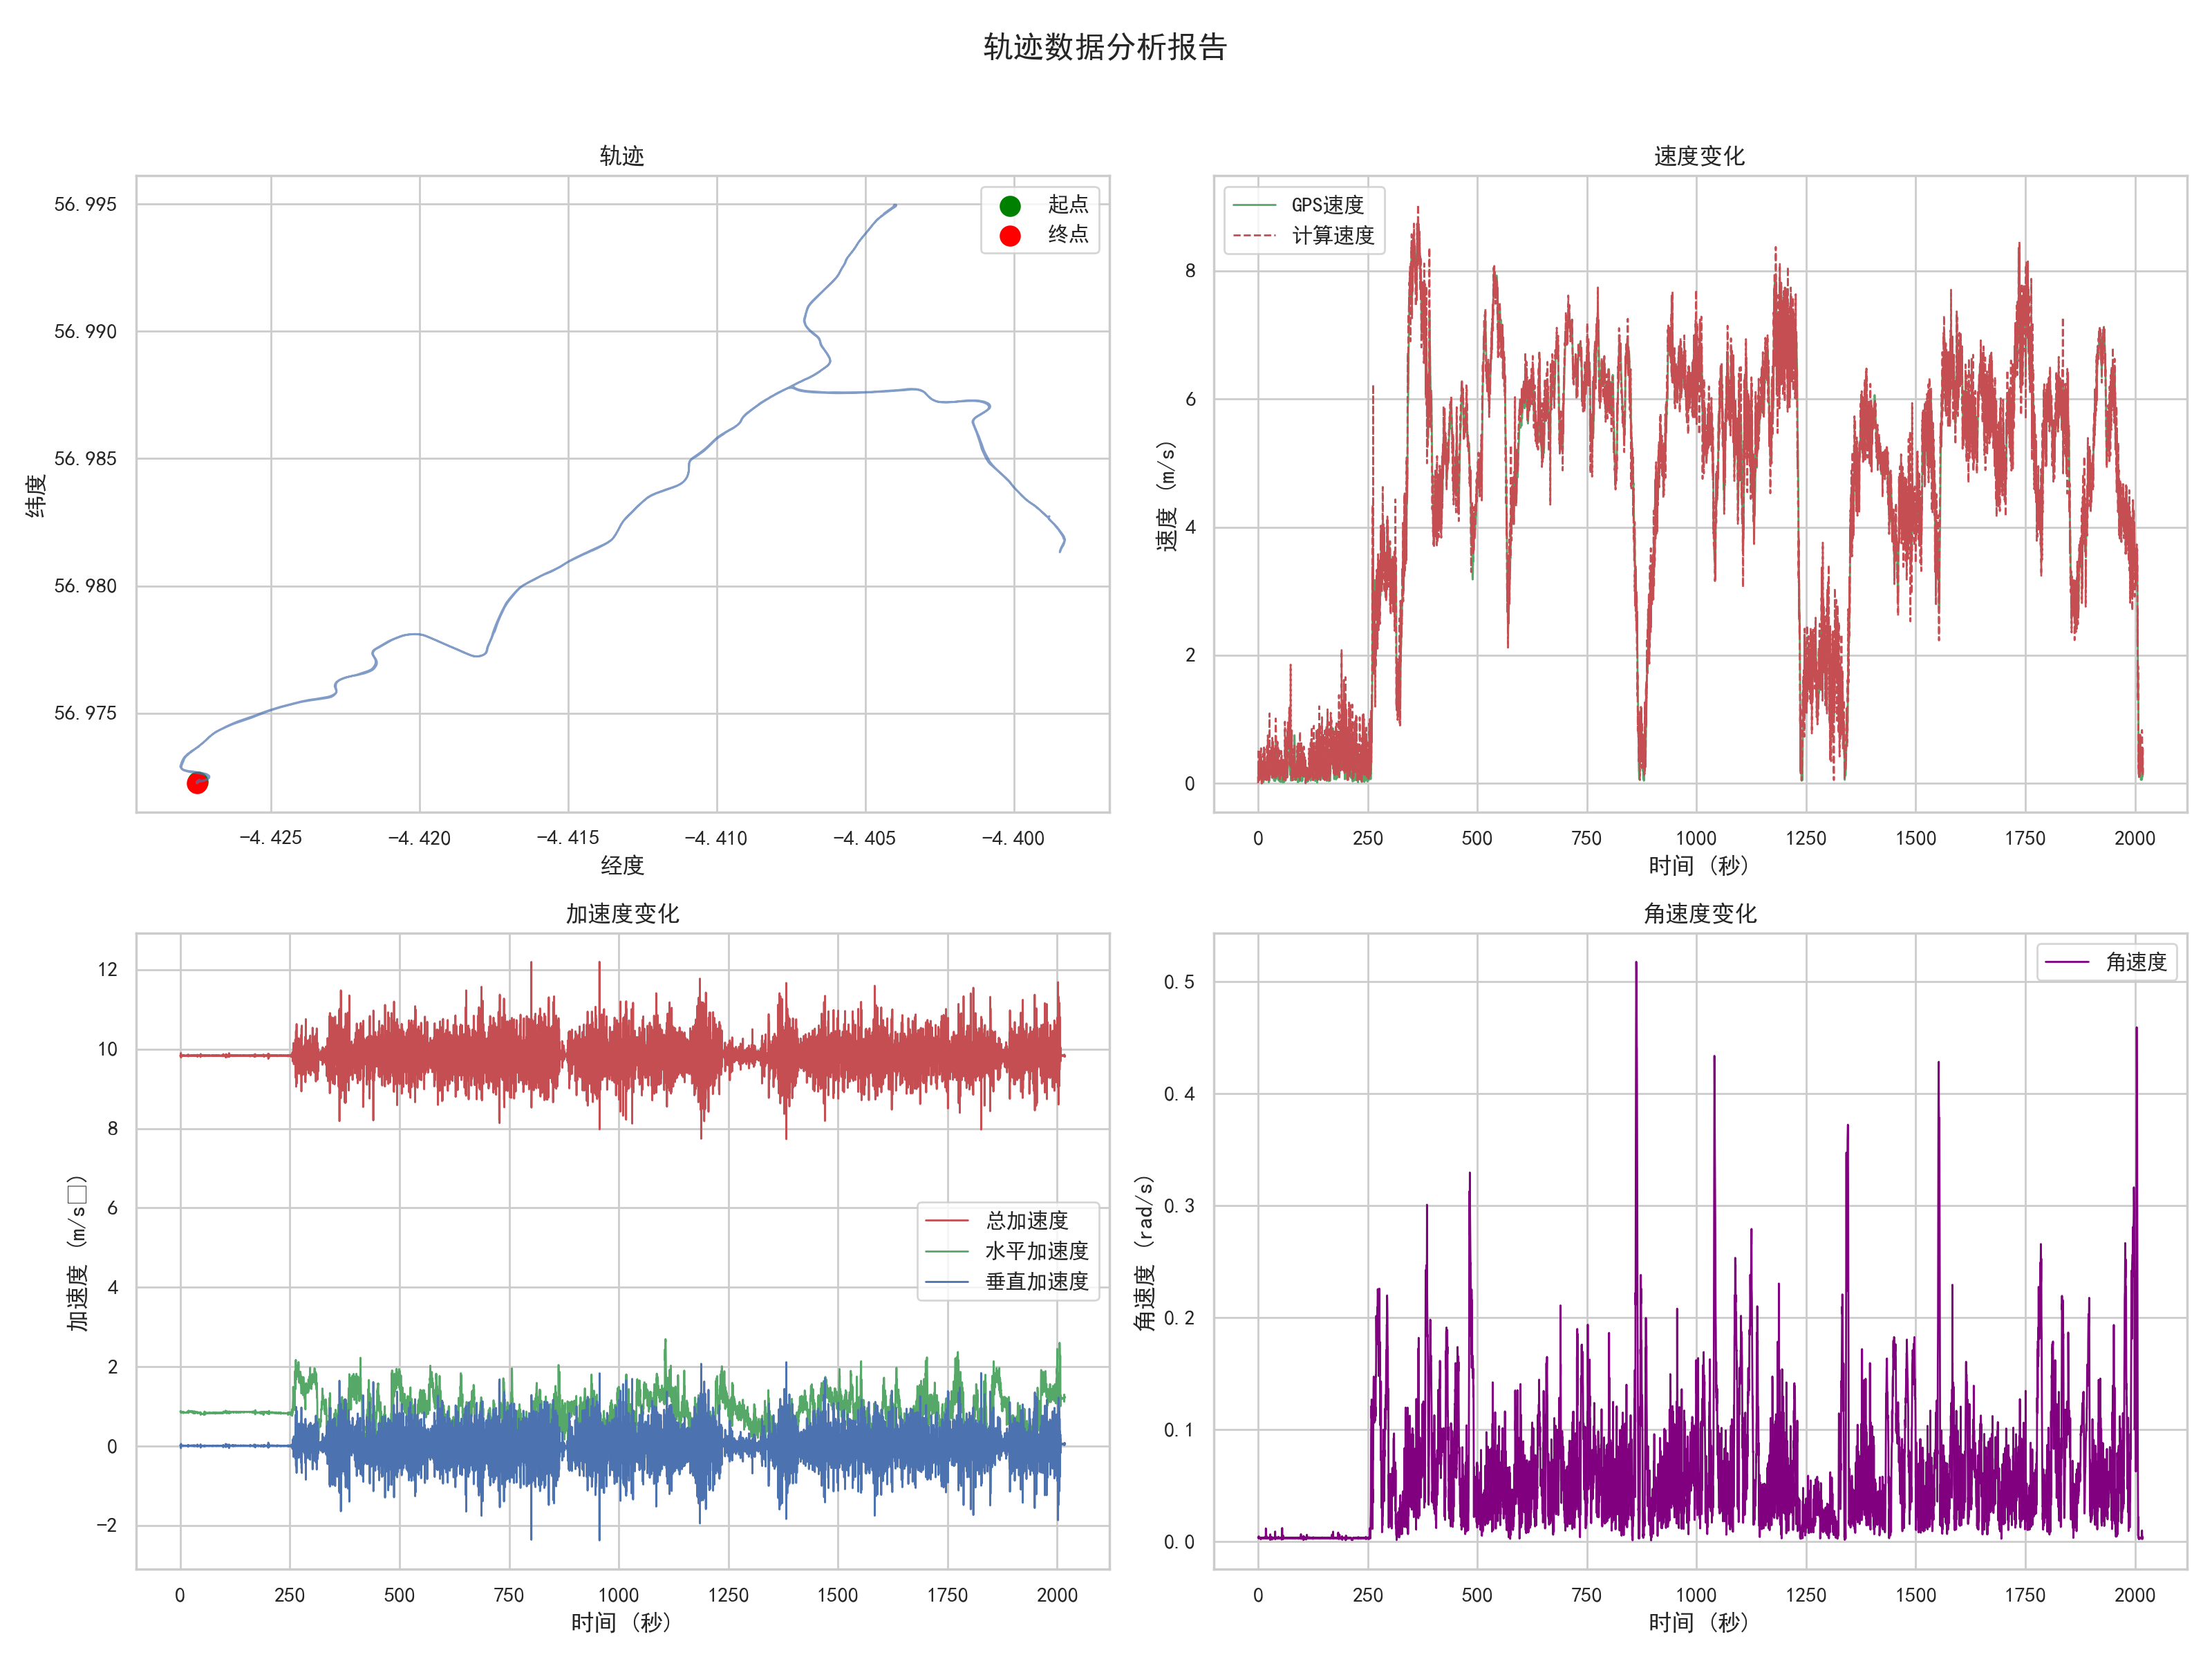 轨迹数据分析报告
轨迹
起点
终点
56.995
56.990
56.985
56.980
56.975
纬度
-4.425
-4.420
-4.415
-4.410
-4.405
-4.400
经度
速度变化
GPS速度
计算速度
8
6
4
2
0
速度 (m/s)
0
250
500
750
1000
1250
1500
1750
2000
时间 (秒)
加速度变化
总加速度
水平加速度
垂直加速度
12
10
8
6
4
2
0
-2
加速度 (m/s□)
0
250
500
750
1000
1250
1500
1750
2000
时间 (秒)
角速度变化
角速度
0.5
0.4
0.3
0.2
0.1
0.0
角速度 (rad/s)
0
250
500
750
1000
1250
1500
1750
2000
时间 (秒)